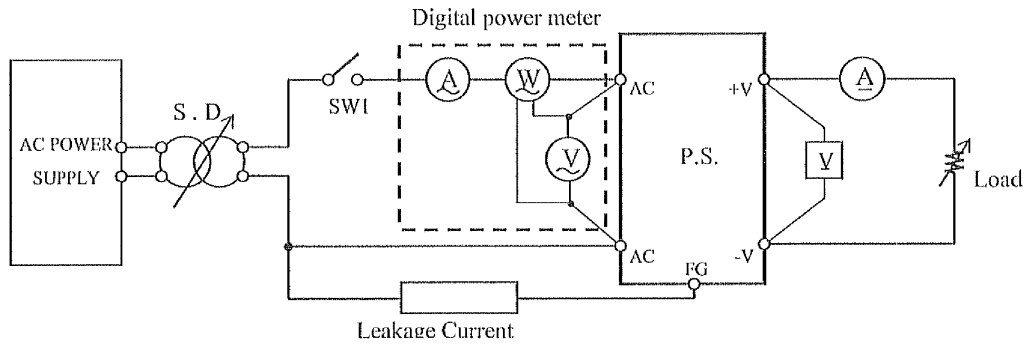 Digital power meter
S . D
AC POWER
SUPPLY
SW1
A
W
V
AC
AC
P.S.
FG
+V
-V
A
V
Load
Leakage Current